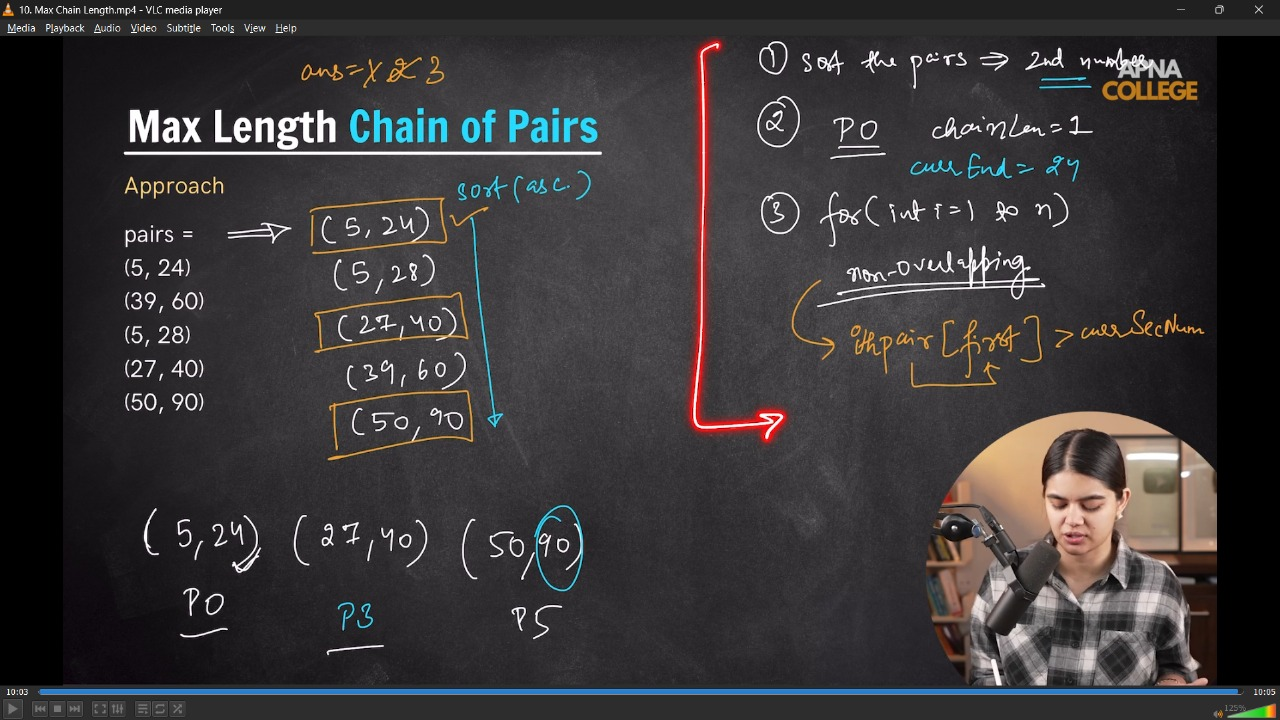 10. Max Chain Length.mp4 - VLC media player
Media Playback Audio Video Subtitle Tools View Help
ans = 1 2 3
Max Length Chain of Pairs
Approach
sort (asc.)
pairs =
(5, 24)
(39, 60)
(5, 28)
(27, 40)
(50, 90)
⇒ (5, 24) ✓
(5, 28)
(27, 40)
(39, 60)
(50, 90
(5, 24) (27, 40) (50, 90)
P0 P3 P5
① sort the pairs ⇒ 2nd number
APNA
COLLEGE
② P0 chainLen = 1
currEnd = 24
③ for( int i=1 to n)
non-overlapping
ithpair [first] > currSecNum
10:03 10:05
125%